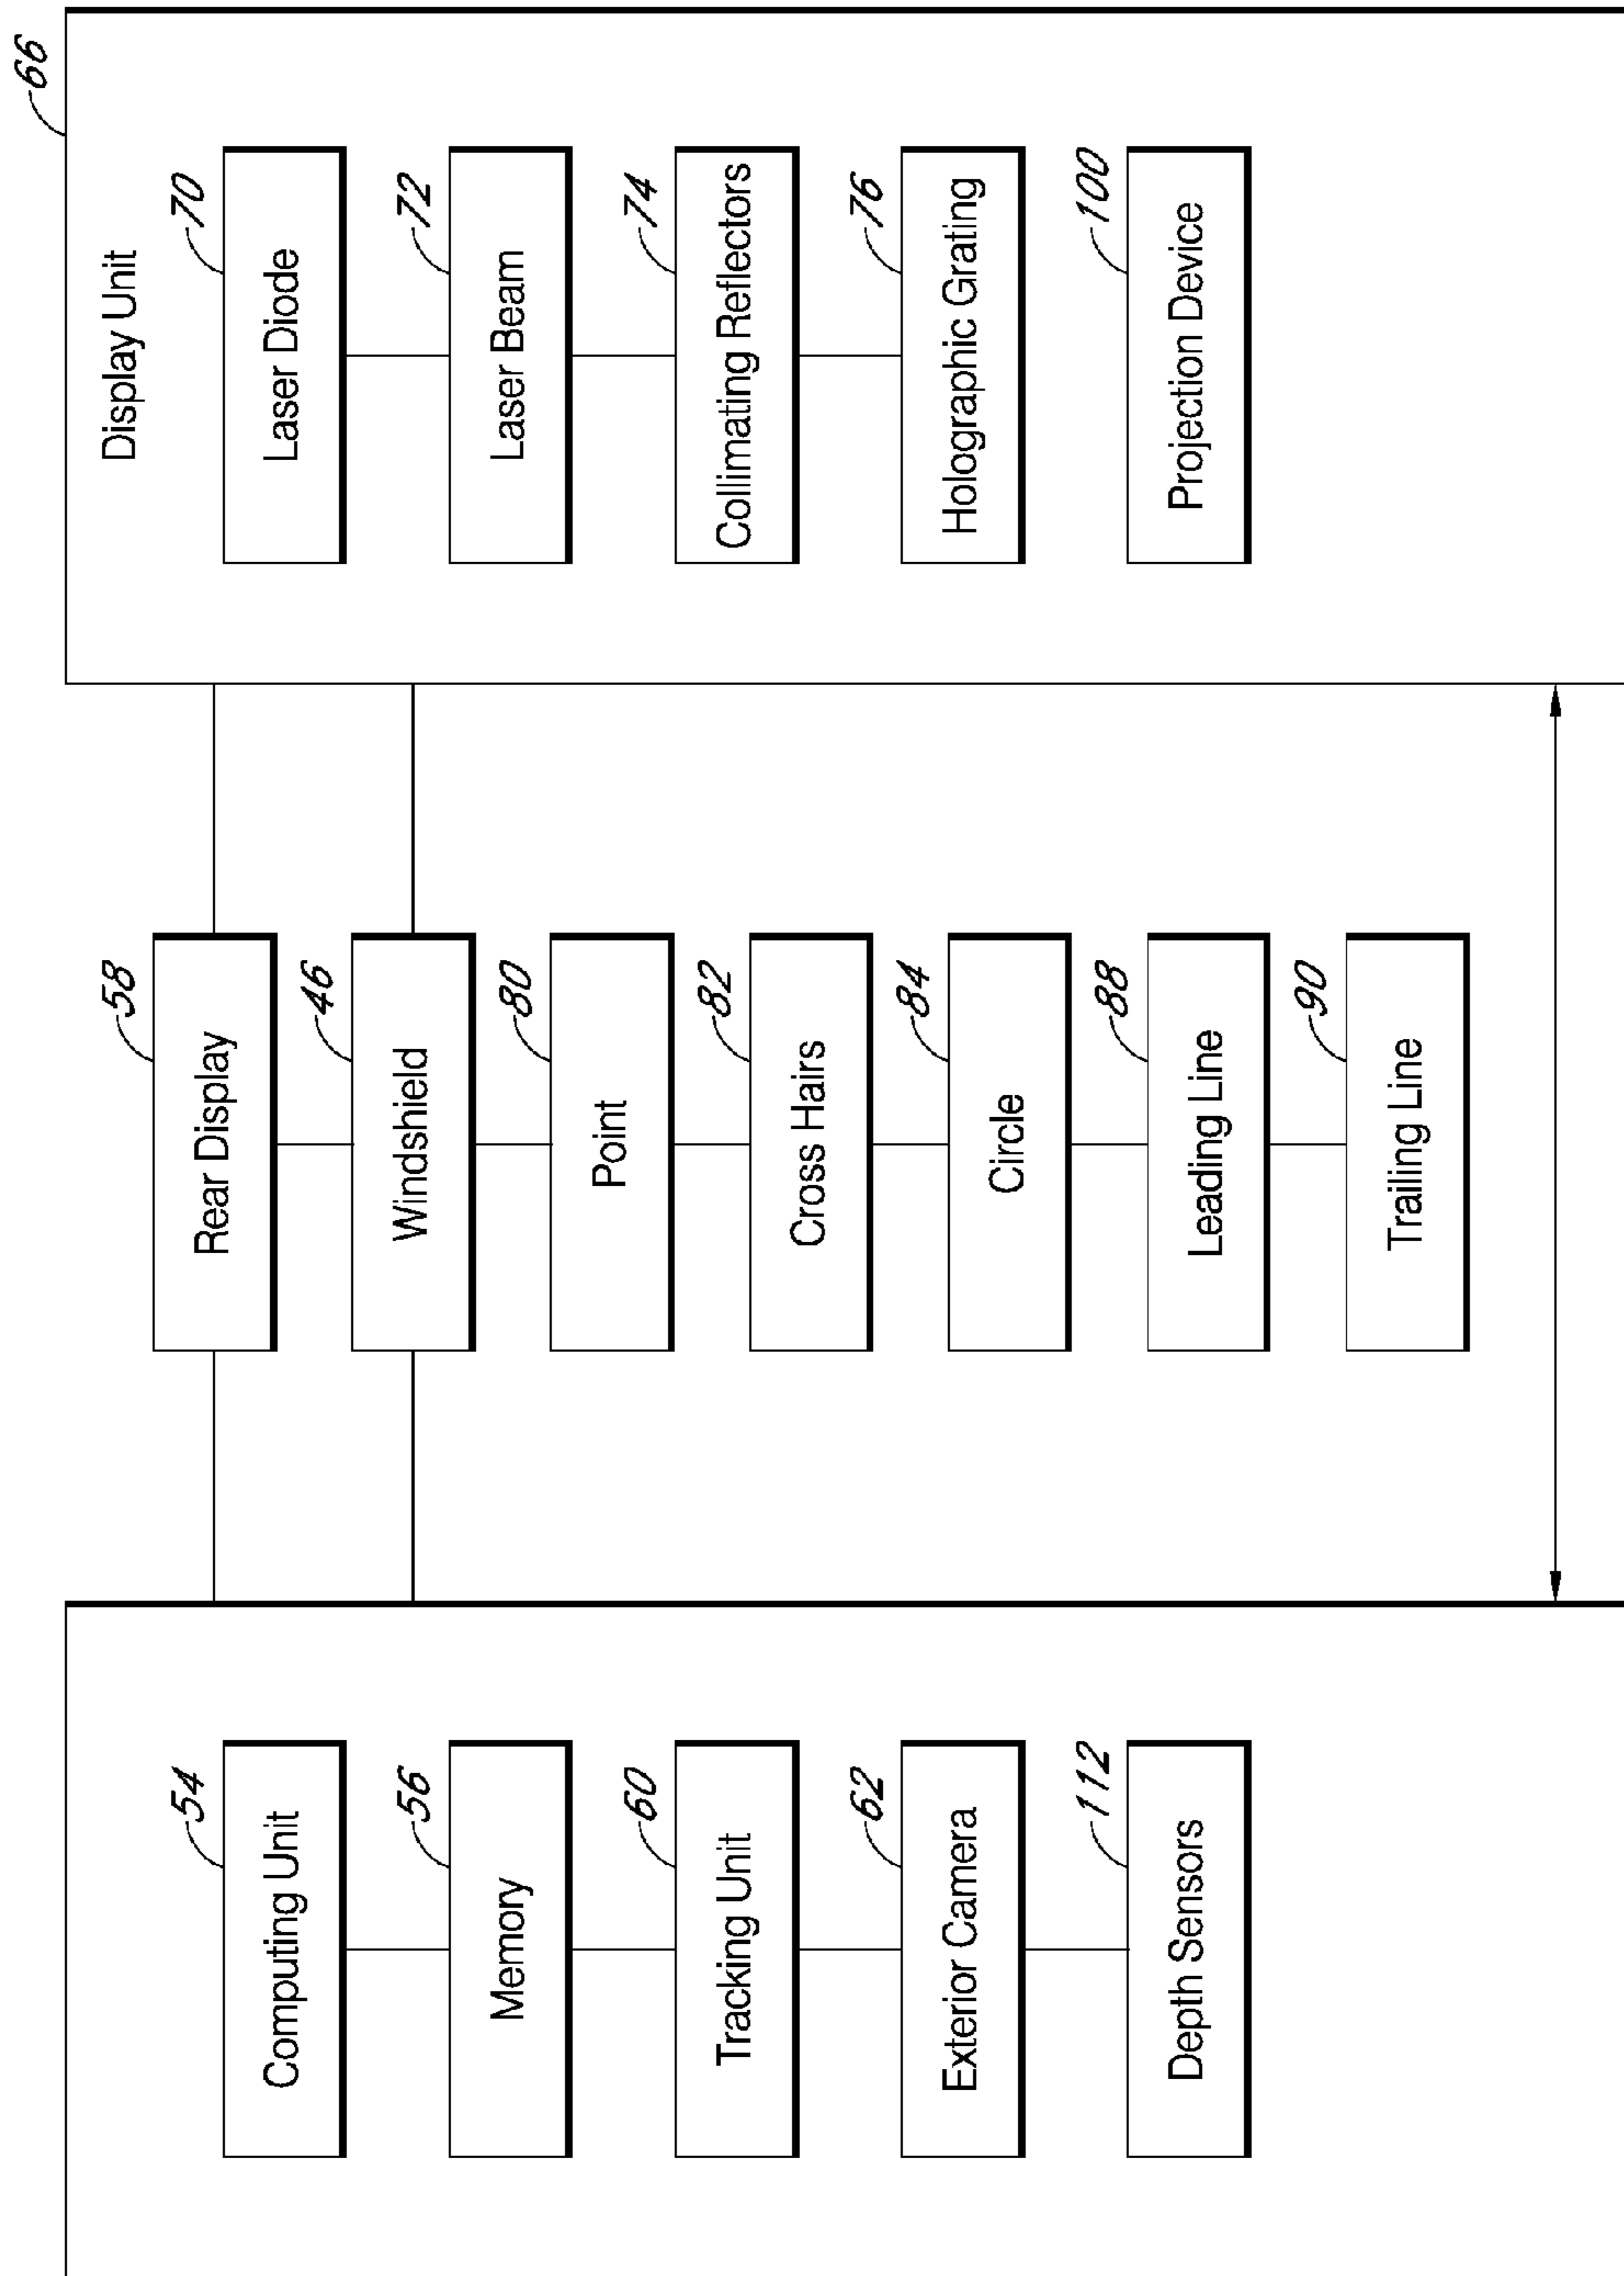 54
Computing Unit
56
Memory
60
Tracking Unit
62
Exterior Camera
112
Depth Sensors
58
Rear Display
46
Windshield
80
Point
82
Cross Hairs
84
Circle
88
Leading Line
90
Trailing Line
66
Display Unit
70
Laser Diode
72
Laser Beam
74
Collimating Reflectors
76
Holographic Grating
100
Projection Device